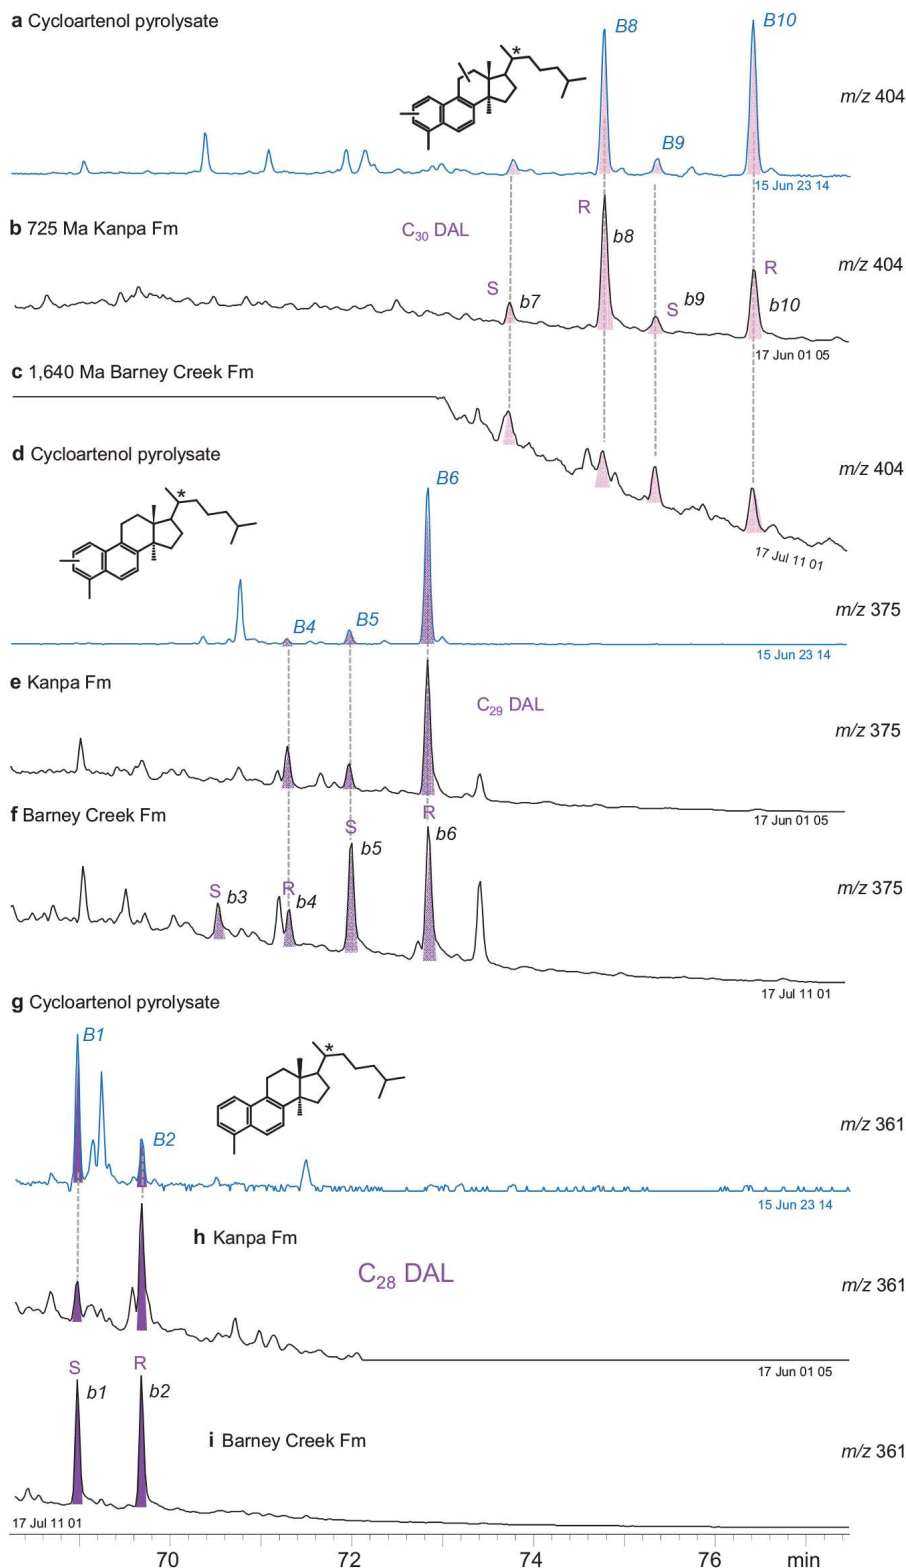 a Cycloartenol pyrolysate
B8
B10
*
m/z 404
B9
15 Jun 23 14
b 725 Ma Kanpa Fm
C30 DAL
R
b8
m/z 404
S
b7
S
b9
R
b10
17 Jun 01 05
c 1,640 Ma Barney Creek Fm
m/z 404
17 Jul 11 01
d Cycloartenol pyrolysate
B6
*
m/z 375
B4
B5
15 Jun 23 14
e Kanpa Fm
C29 DAL
m/z 375
17 Jun 01 05
f Barney Creek Fm
S
b5
R
b6
m/z 375
S
b3
R
b4
17 Jul 11 01
g Cycloartenol pyrolysate
B1
*
m/z 361
B2
15 Jun 23 14
h Kanpa Fm
C28 DAL
m/z 361
17 Jun 01 05
S
b1
R
b2
i Barney Creek Fm
m/z 361
17 Jul 11 01
70 72 74 76 min